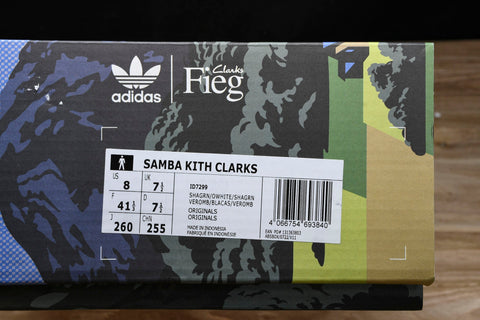 adidas
Clarks
Fieg
SAMBA KITH CLARKS
US 8 UK 7½
F 41⅓ D 7½
J 260 CHN 255
ID7299
SHAGRN/OWHITE/SHAGRN
VEROMB/BLACAS/VEROMB
ORIGINALS
ORIGINALS
MADE IN INDONESIA
FABRIQUÉ EN INDONÉSIE
4 066754 693840